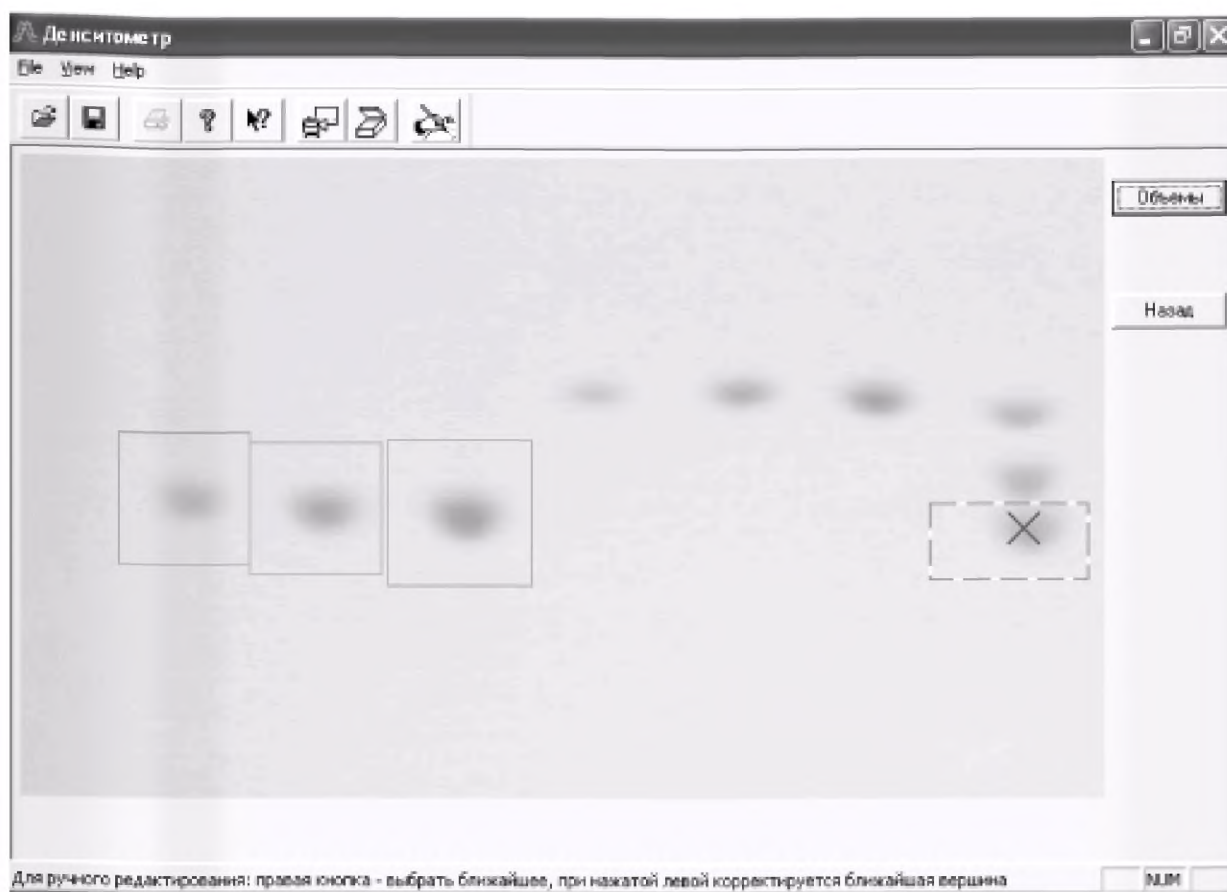 Денситометр
File View Help
Объемы
Назад
Для ручного редактирования: правая кнопка - выбрать ближайшее, при нажатой левой корректируется ближайшая вершина
NUM